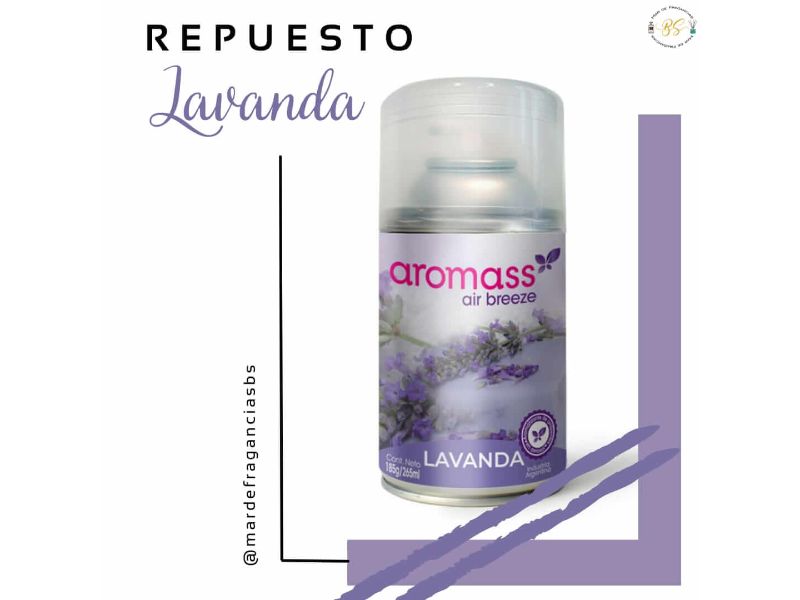 REPUESTO
Lavanda
BS
aromass
air breeze
Cont. Neto
185g/265ml
LAVANDA
Industria
Argentina
@mardefraganciasbs